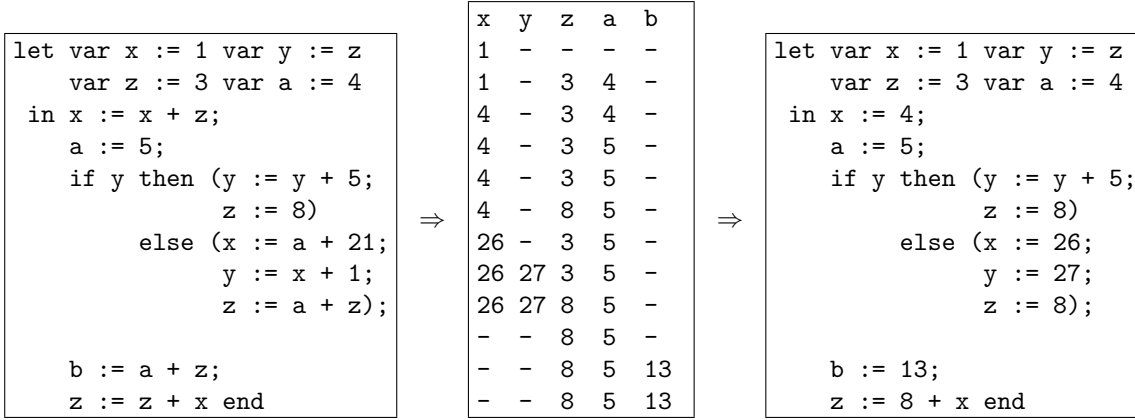 let var x := 1 var y := z
    var z := 3 var a := 4
 in x := x + z;
    a := 5;
    if y then (y := y + 5;
               z := 8)
         else (x := a + 21;
               y := x + 1;
               z := a + z);
    b := a + z;
    z := z + x end
⇒
x  y  z  a  b
1  -  -  -  -
1  -  3  4  -
4  -  3  4  -
4  -  3  5  -
4  -  3  5  -
4  -  8  5  -
26 -  3  5  -
26 27 3  5  -
26 27 8  5  -
-  -  8  5  -
-  -  8  5  13
-  -  8  5  13
⇒
let var x := 1 var y := z
    var z := 3 var a := 4
 in x := 4;
    a := 5;
    if y then (y := y + 5;
               z := 8)
         else (x := 26;
               y := 27;
               z := 8);
    b := 13;
    z := 8 + x end